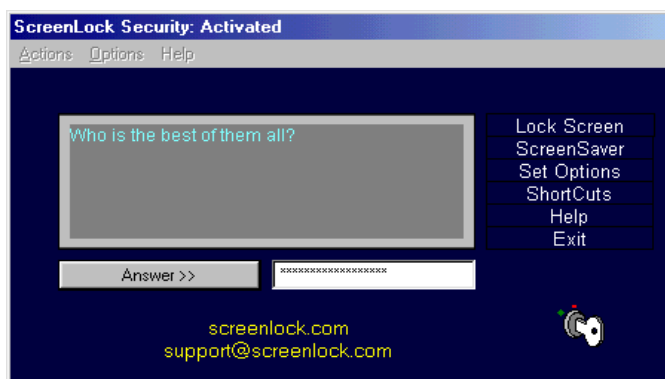 ScreenLock Security: Activated
Actions Options Help
Who is the best of them all?
Lock Screen
ScreenSaver
Set Options
ShortCuts
Help
Exit
Answer >>
xxxxxxxxxxxxxxxxxx
screenlock.com
support@screenlock.com